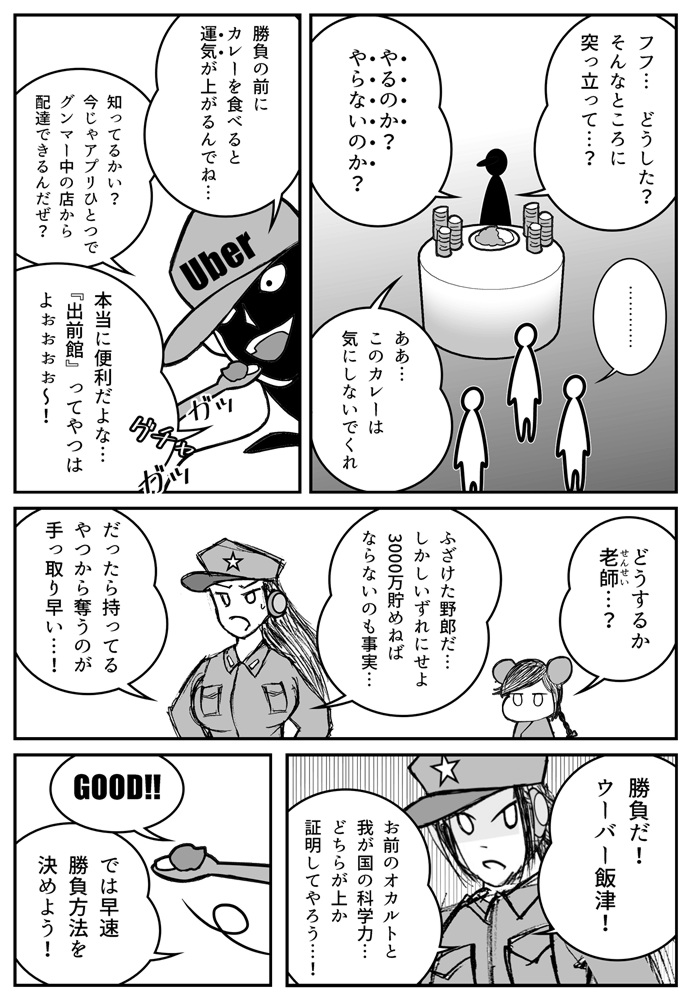 フフ… どうした?
そんなところに
突っ立って…?
やるのか?
やらないのか?
…………
ああ…
このカレーは
気にしないでくれ
勝負の前に
カレーを食べると
運気が上がるんでね…
知ってるかい?
今じゃアプリひとつで
グンマー中の店から
配達できるんだぜ?
Uber
本当に便利だよな…
『出前館』ってやつは
よぉぉぉぉ~!
ガツ
グチャ
ガツ
どうするか
老師…?
せんせい
ふざけた野郎だ…
しかしいずれにせよ
3000万貯めねば
ならないのも事実…
だったら持ってる
やつから奪うのが
手っ取り早い…!
勝負だ!
ウーバー飯津!
お前のオカルトと
我が国の科学力…
どちらが上か
証明してやろう…!
GOOD!!
では早速
勝負方法を
決めよう!